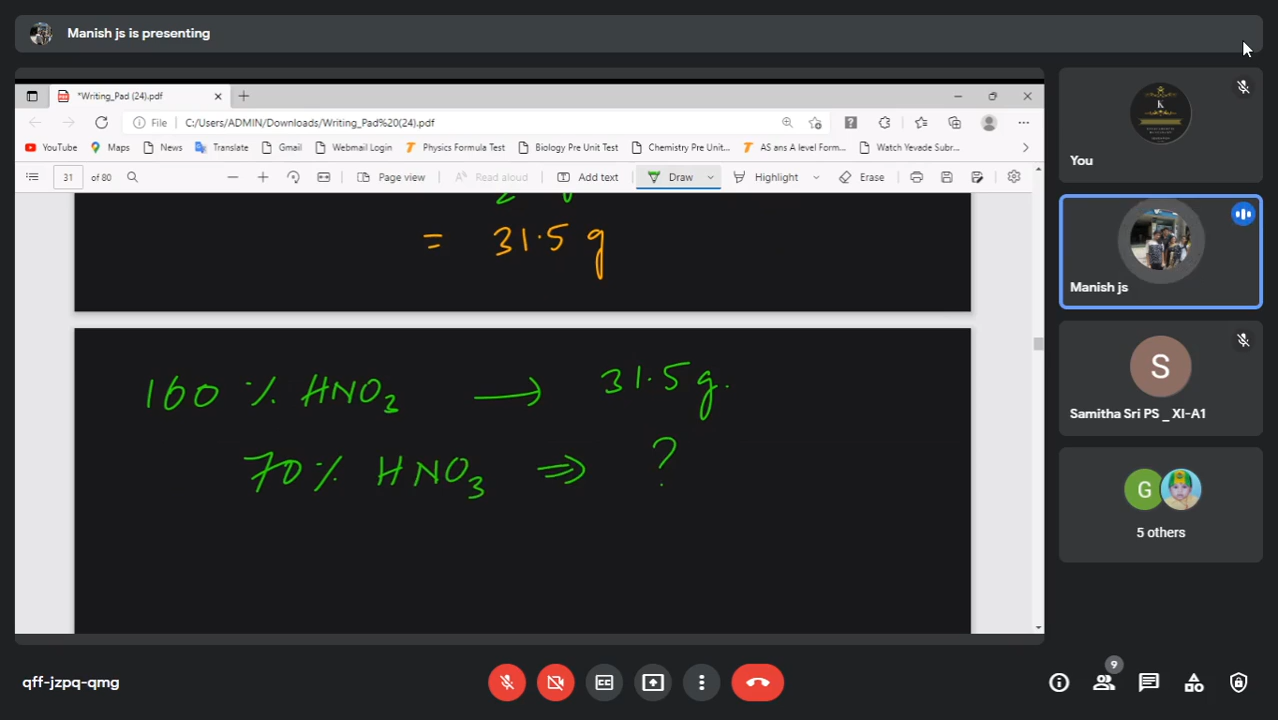 Manish js is presenting
*Writing_Pad (24).pdf
File C:/Users/ADMIN/Downloads/Writing_Pad%20(24).pdf
YouTube Maps News Translate Gmail Webmail Login Physics Formula Test Biology Pre Unit Test Chemistry Pre Unit... AS ans A level Form... Watch Yevade Subr...
31 of 80 Page view Read aloud Add text Draw Highlight Erase
= 31.5 g
100 % HNO3 → 31.5 g.
70 % HNO3 ⇒ ?
K
You
Manish js
S
Samitha Sri PS _ XI-A1
G
5 others
qff-jzpq-qmg
CC
9